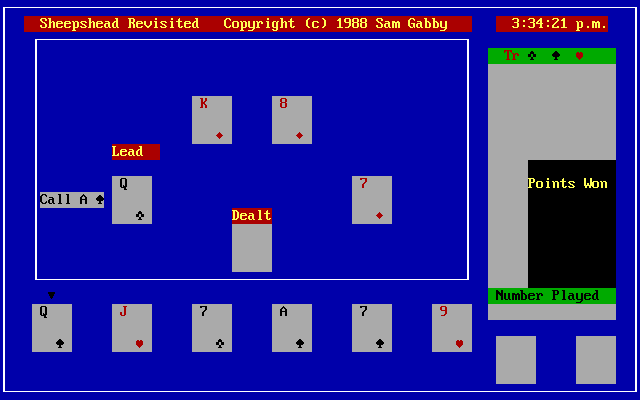 Sheepshead Revisited   Copyright (c) 1988 Sam Gabby
3:34:21 p.m.
Tr ♣ ♠ ♥
K ♦
8 ♦
Lead
Q ♣
7 ♦
Call A ♠
Points Won
Dealt
Number Played
Q ♠
J ♥
7 ♣
A ♠
7 ♠
9 ♥